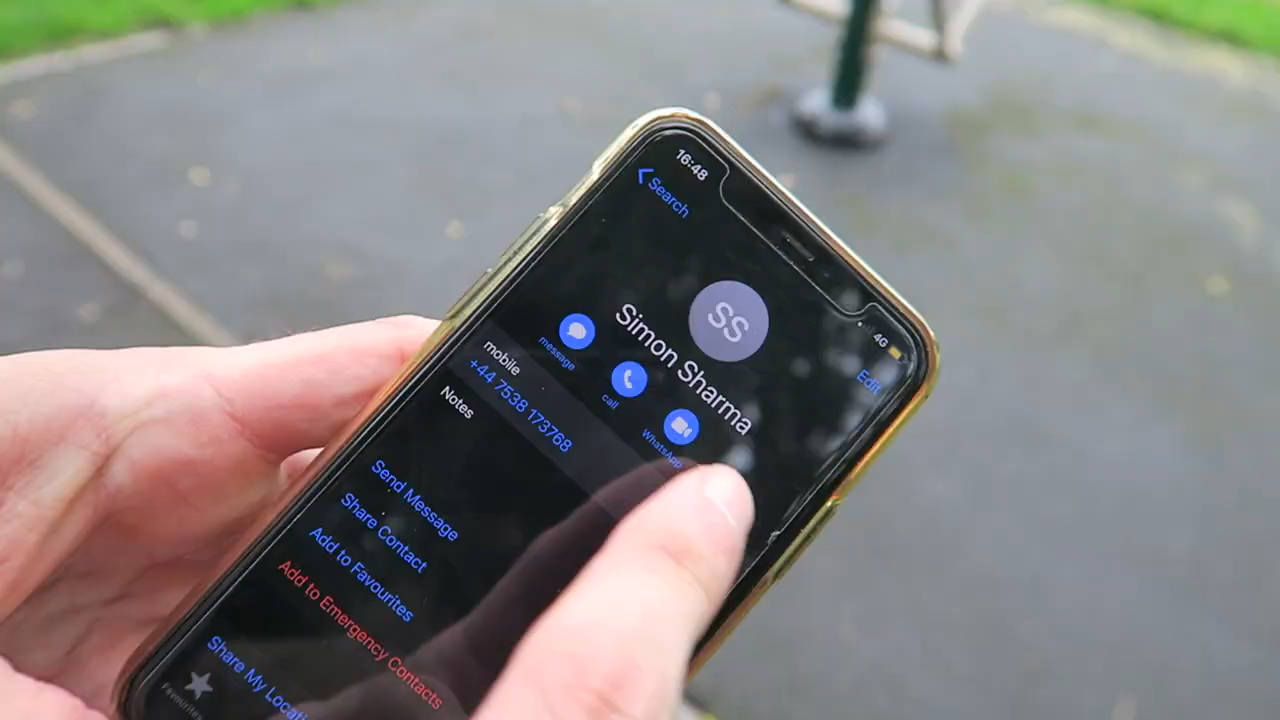 16:48
4G
Search
Edit
SS
Simon Sharma
message
call
WhatsApp
mobile
+44 7538 173768
Notes
Send Message
Share Contact
Add to Favourites
Add to Emergency Contacts
Share My
Favourites